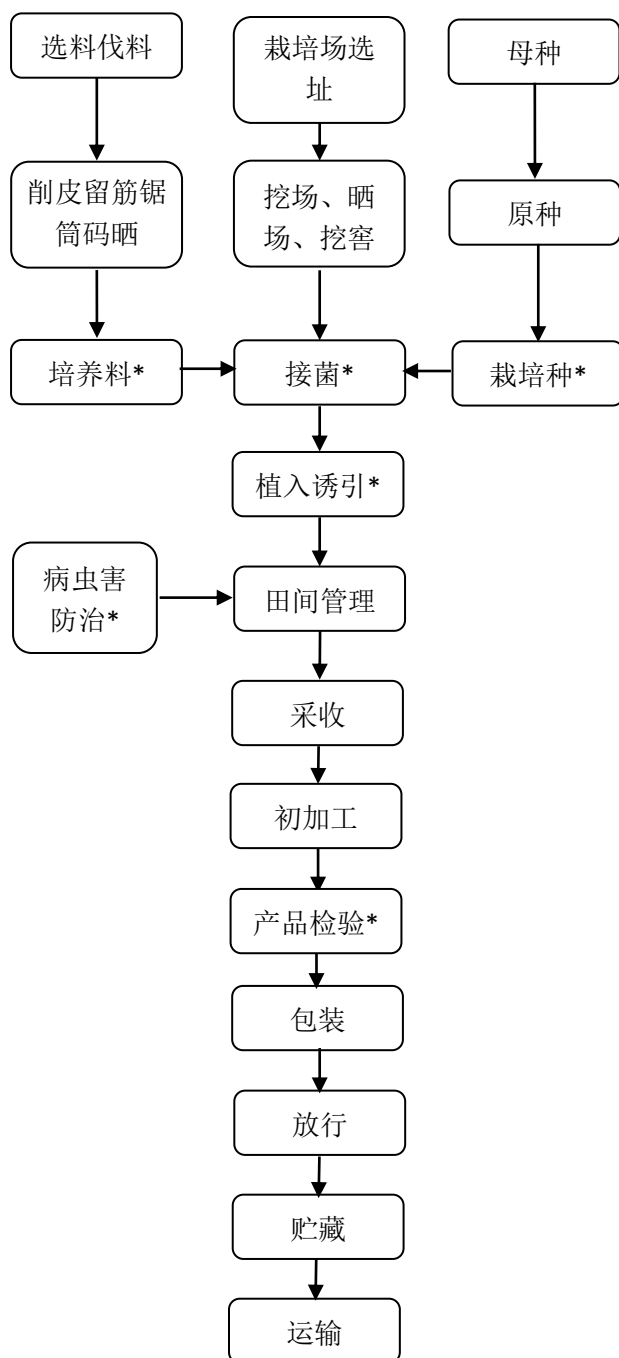 选料伐料
栽培场选
址
母种
削皮留筋锯
筒码晒
挖场、晒
场、挖窖
原种
培养料*
接菌*
栽培种*
植入诱引*
病虫害
防治*
田间管理
采收
初加工
产品检验*
包装
放行
贮藏
运输